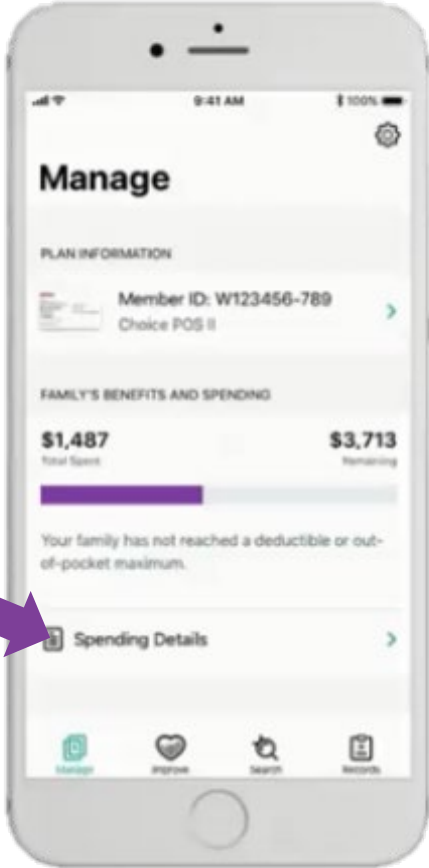 9:41 AM
100%
Manage
PLAN INFORMATION
Member ID: W123456-789
Choice POS II
FAMILY'S BENEFITS AND SPENDING
$1,487
$3,713
Total Spent
Remaining
Your family has not reached a deductible or out-
of-pocket maximum.
Spending Details
Manage
Improve
Search
Records